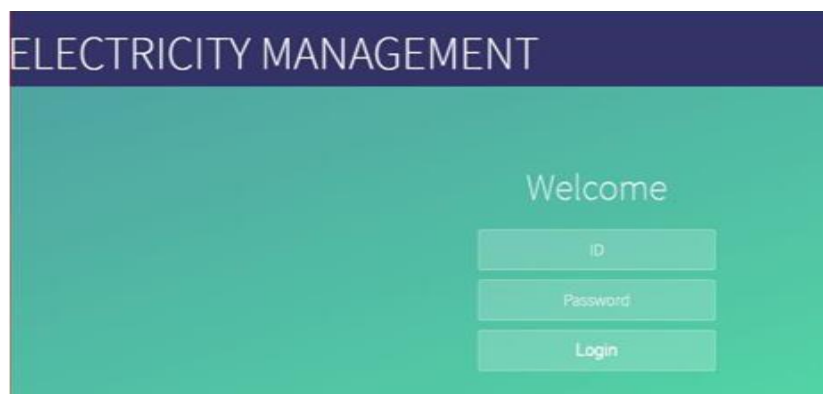 ELECTRICITY MANAGEMENT
Welcome
ID
Password
Login